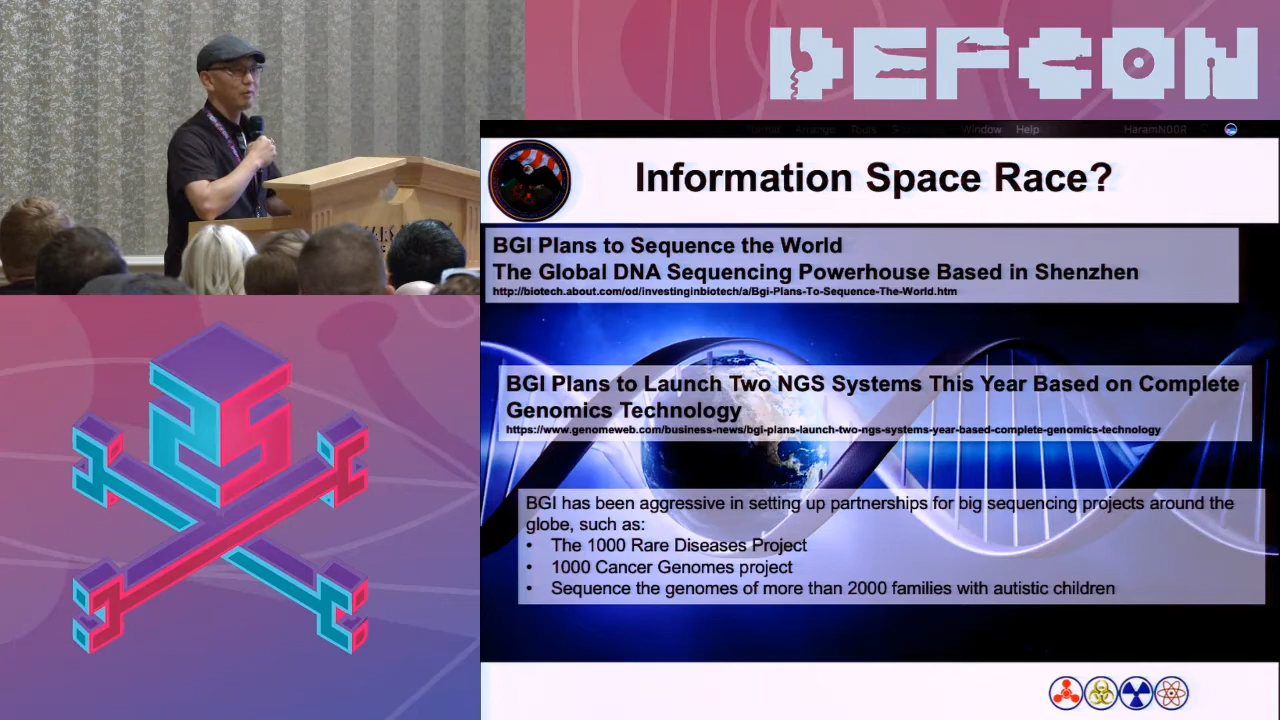 DEFCON
Format Arrange Tools Window Help HaramN00R
Information Space Race?
BGI Plans to Sequence the World
The Global DNA Sequencing Powerhouse Based in Shenzhen
http://biotech.about.com/od/investinginbiotech/a/Bgi-Plans-To-Sequence-The-World.htm
BGI Plans to Launch Two NGS Systems This Year Based on Complete
Genomics Technology
https://www.genomeweb.com/business-news/bgi-plans-launch-two-ngs-systems-year-based-complete-genomics-technology
BGI has been aggressive in setting up partnerships for big sequencing projects around the
globe, such as:
• The 1000 Rare Diseases Project
• 1000 Cancer Genomes project
• Sequence the genomes of more than 2000 families with autistic children
25